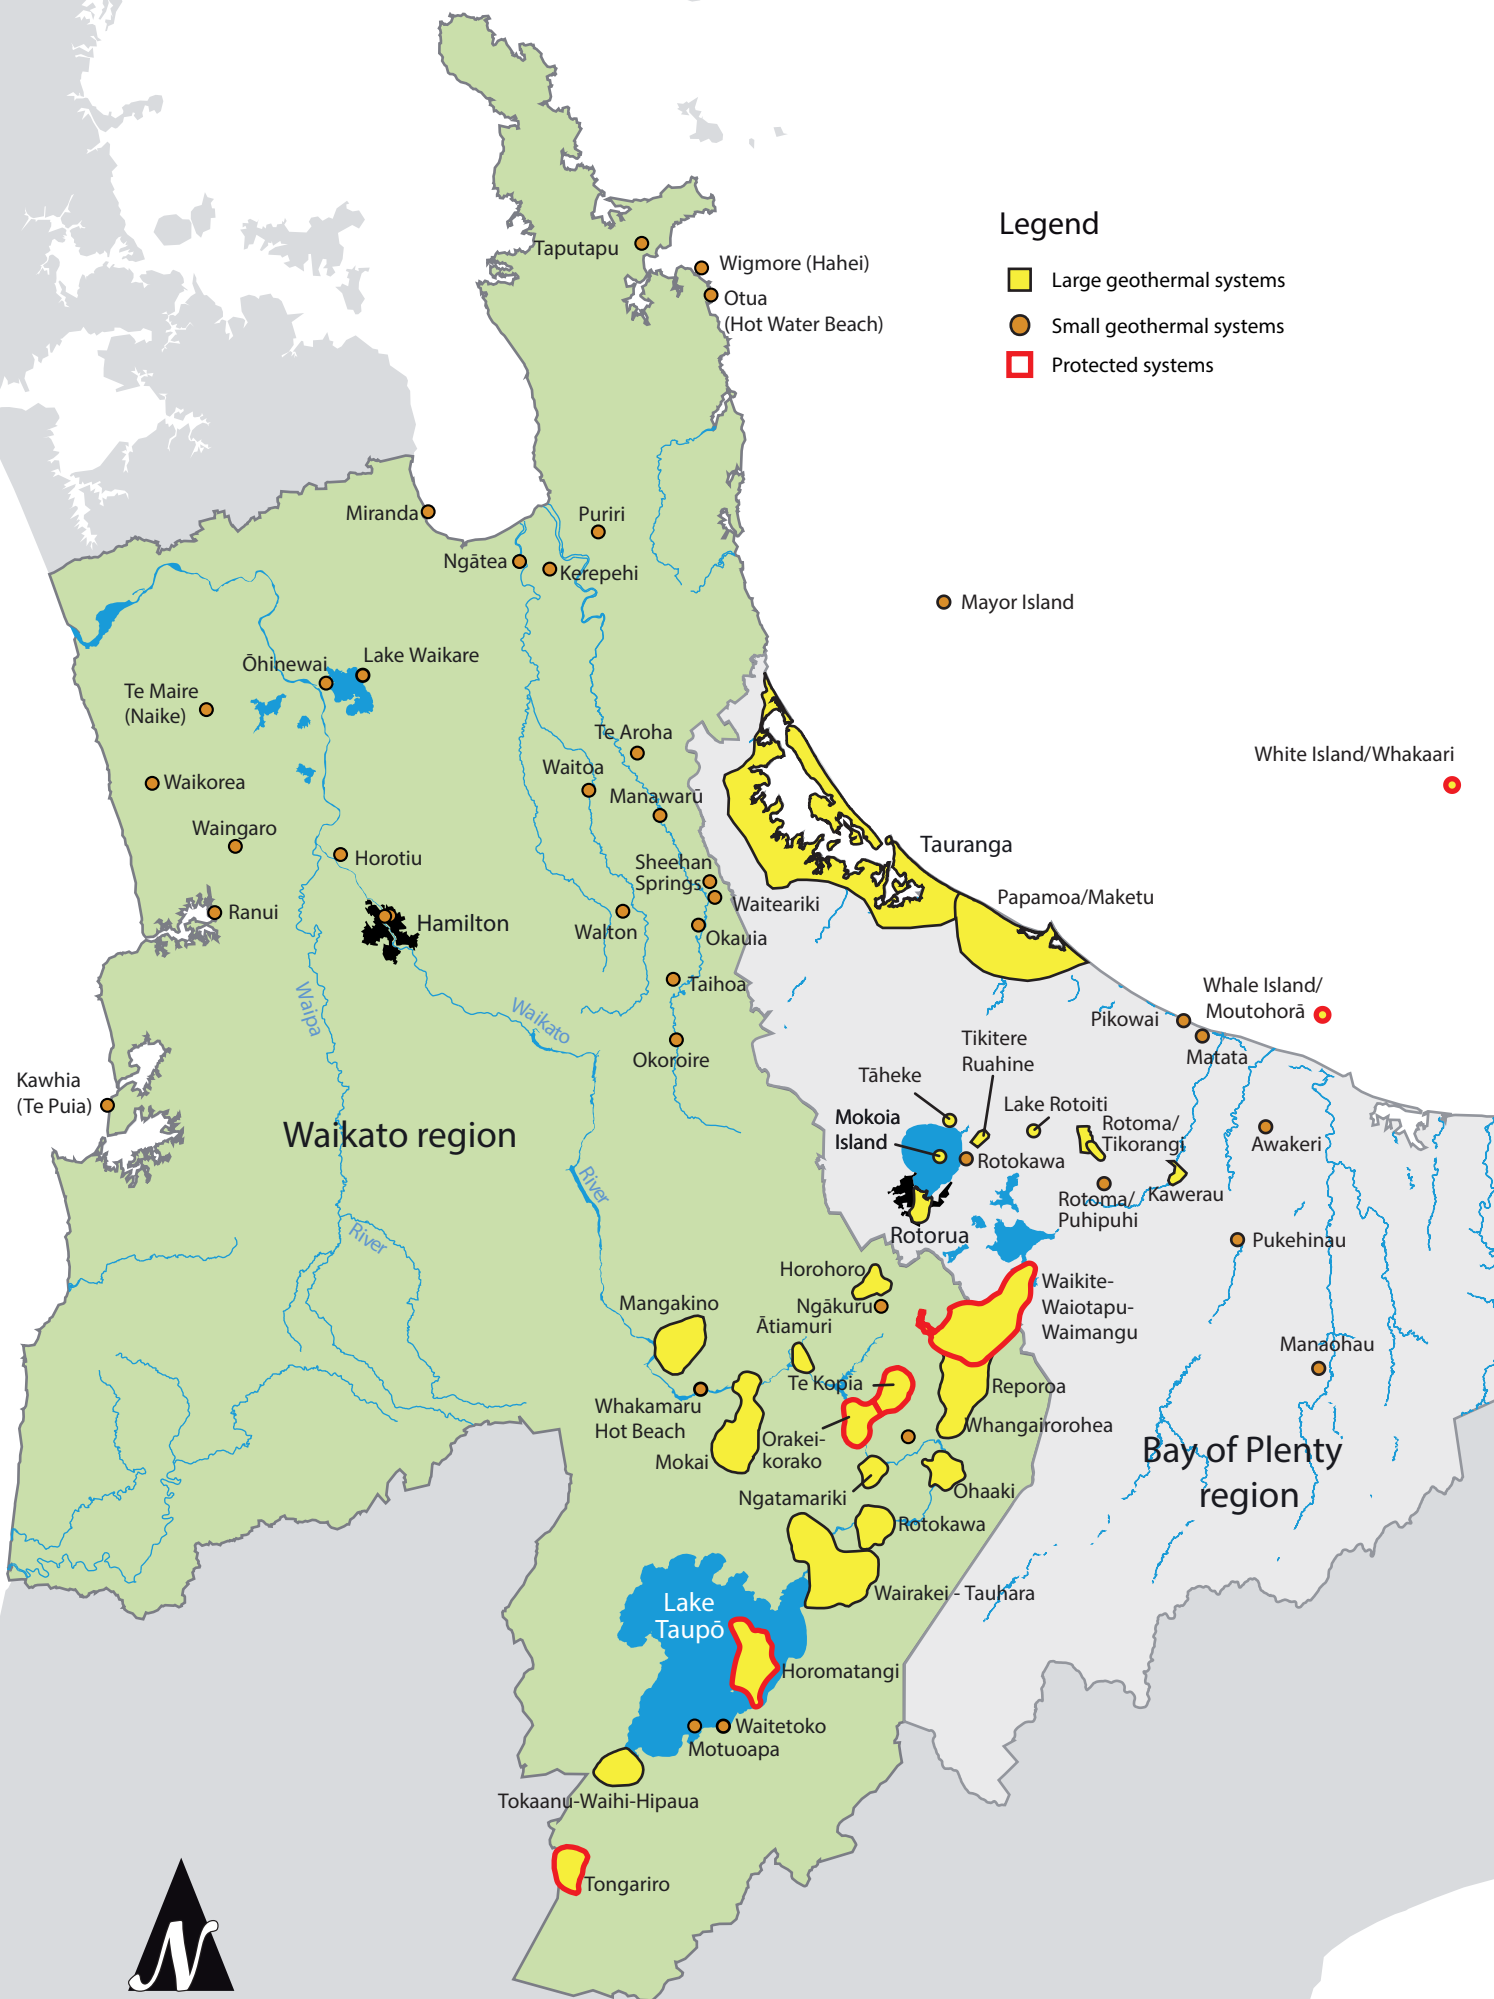 Legend
Large geothermal systems
Small geothermal systems
Protected systems
Taputapu
Wigmore (Hahei)
Otua
(Hot Water Beach)
Miranda
Puriri
Ngātea
Kerepehi
Mayor Island
Ōhinewai
Lake Waikare
Te Maire
(Naike)
Te Aroha
Waitoa
Manawarū
Waikorea
White Island/Whakaari
Waingaro
Horotiu
Tauranga
Sheehan
Springs
Papamoa/Maketu
Waiteariki
Ranui
Hamilton
Walton
Okauia
Taihoa
Whale Island/
Moutohorā
Waipa
Waikato
Pikowai
Matata
Okoroire
Tikitere
Ruahine
Tāheke
Kawhia
(Te Puia)
Lake Rotoiti
Mokoia
Island
Rotoma/
Tikorangi
Awakeri
Waikato region
Rotokawa
Rotoma/
Puhipuhi
Kawerau
River
River
Rotorua
Pukehinau
Horohoro
Waikite-
Waiotapu-
Waimangu
Ngākuru
Mangakino
Ātiamuri
Manaohau
Te Kopia
Reporoa
Whakamaru
Hot Beach
Whangairorohea
Orakei-
korako
Mokai
Bay of Plenty
region
Ngatamariki
Ohaaki
Rotokawa
Wairakei - Tauhara
Lake
Taupō
Horomatangi
Waitetoko
Motuoapa
Tokaanu-Waihi-Hipaua
Tongariro
N